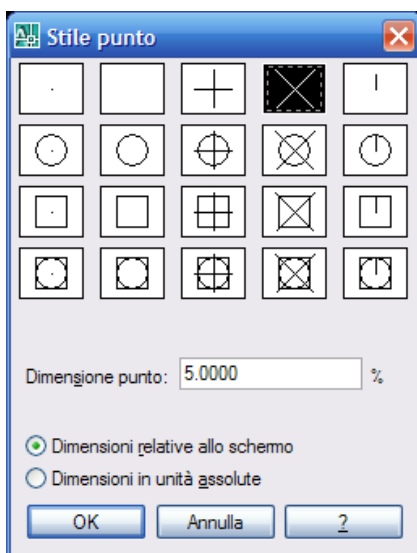 Stile punto
Dimensione punto: 5.0000 %
Dimensioni relative allo schermo
Dimensioni in unità assolute
OK Annulla ?